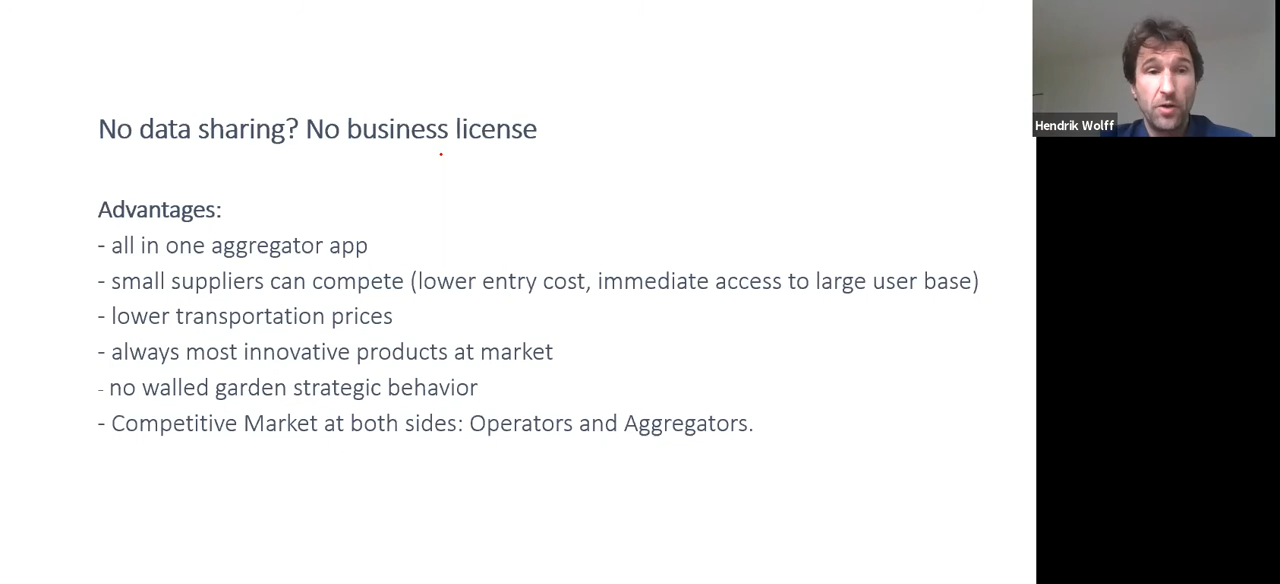 No data sharing? No business license
Advantages:
- all in one aggregator app
- small suppliers can compete (lower entry cost, immediate access to large user base)
- lower transportation prices
- always most innovative products at market
- no walled garden strategic behavior
- Competitive Market at both sides: Operators and Aggregators.
Hendrik Wolff